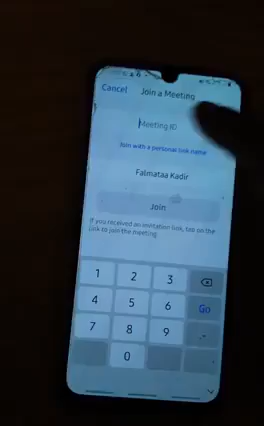 Cancel
Join a Meeting
Meeting ID
Join with a personal link name
Falmataa Kadir
Join
If you received an invitation link, tap on the
link to join the meeting
1
2
3
4
5
6
Go
7
8
9
0